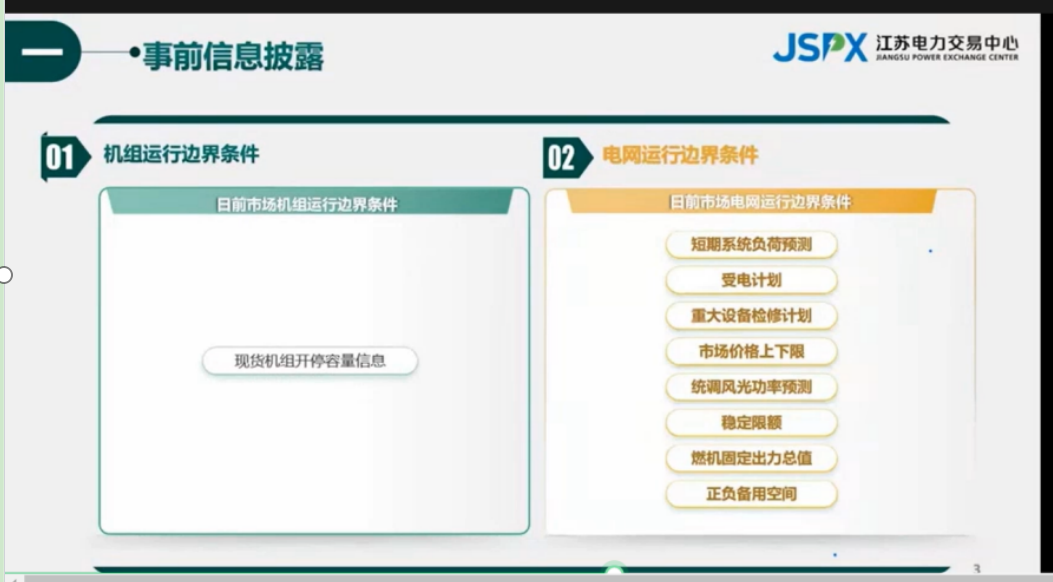 一
事前信息披露
JSPX 江苏电力交易中心
JIANGSU POWER EXCHANGE CENTER
01 机组运行边界条件
日前市场机组运行边界条件
现货机组开停容量信息
02 电网运行边界条件
日前市场电网运行边界条件
短期系统负荷预测
受电计划
重大设备检修计划
市场价格上下限
统调风光功率预测
稳定限额
燃机固定出力总值
正负备用空间
3